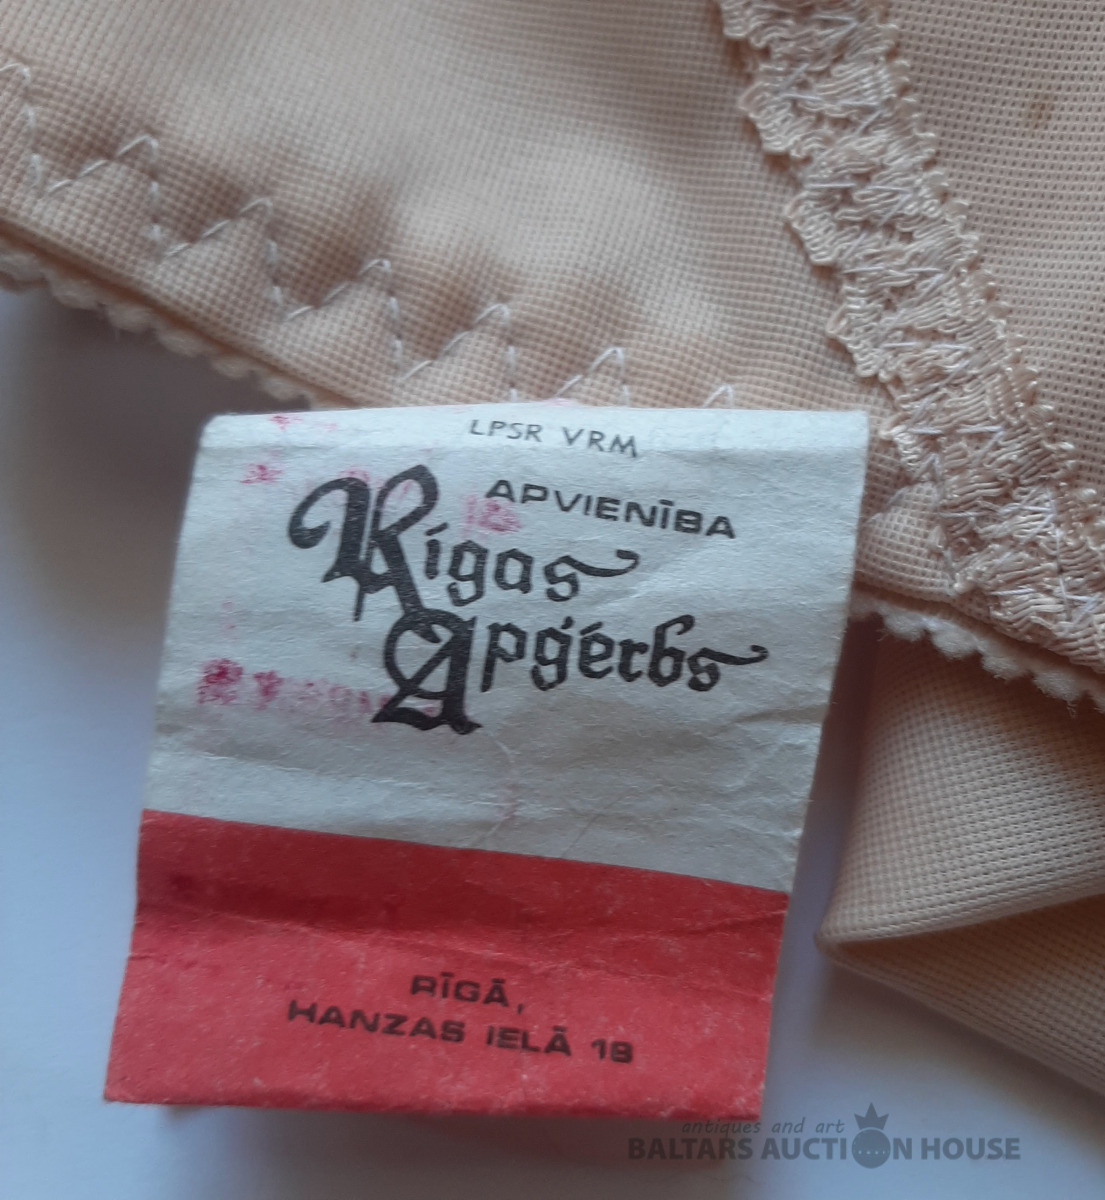 LPSR VRM
APVIENĪBA
Rīgas
Apģērbs
RĪGĀ,
HANZAS IELĀ 18
antiques and art
BALTARS AUCTION HOUSE